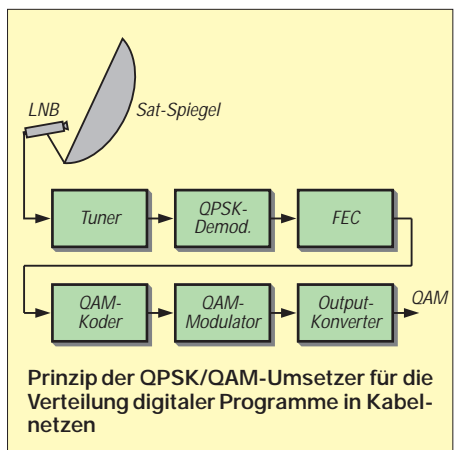 LNB
Sat-Spiegel
Tuner
QPSK-
Demod.
FEC
QAM-
Koder
QAM-
Modulator
Output-
Konverter
QAM
Prinzip der QPSK/QAM-Umsetzer für die
Verteilung digitaler Programme in Kabel-
netzen